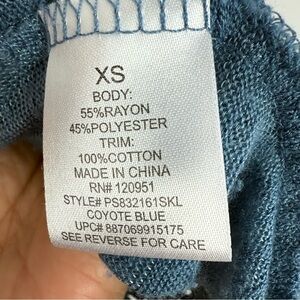 XS
BODY:
55%RAYON
45%POLYESTER
TRIM:
100%COTTON
MADE IN CHINA
RN# 120951
STYLE# PS832161SKL
COYOTE BLUE
UPC# 887069915175
SEE REVERSE FOR CARE